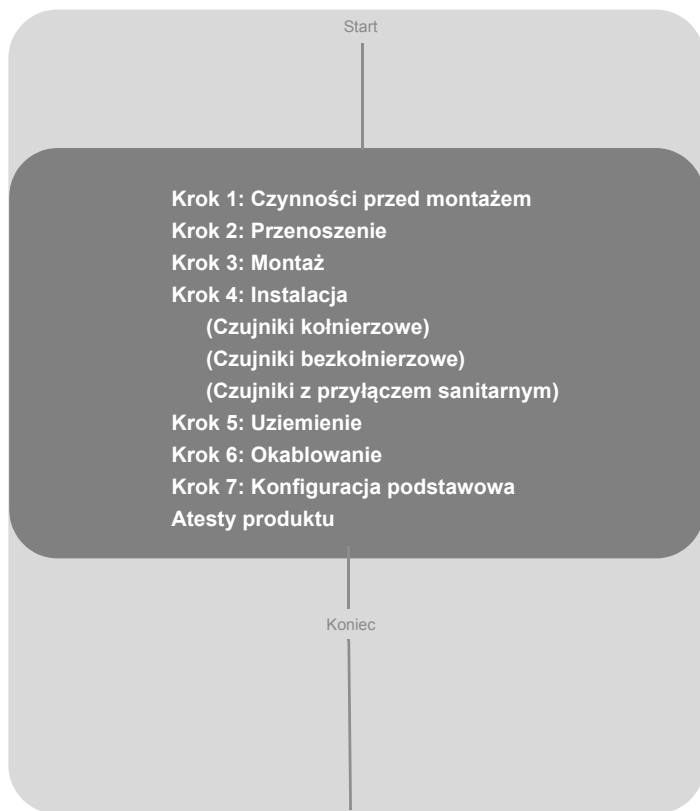 Start
Krok 1: Czynności przed montażem
Krok 2: Przenoszenie
Krok 3: Montaż
Krok 4: Instalacja
(Czujniki kołnierzowe)
(Czujniki bezkołnierzowe)
(Czujniki z przyłączem sanitarnym)
Krok 5: Uziemienie
Krok 6: Okablowanie
Krok 7: Konfiguracja podstawowa
Atesty produktu
Koniec